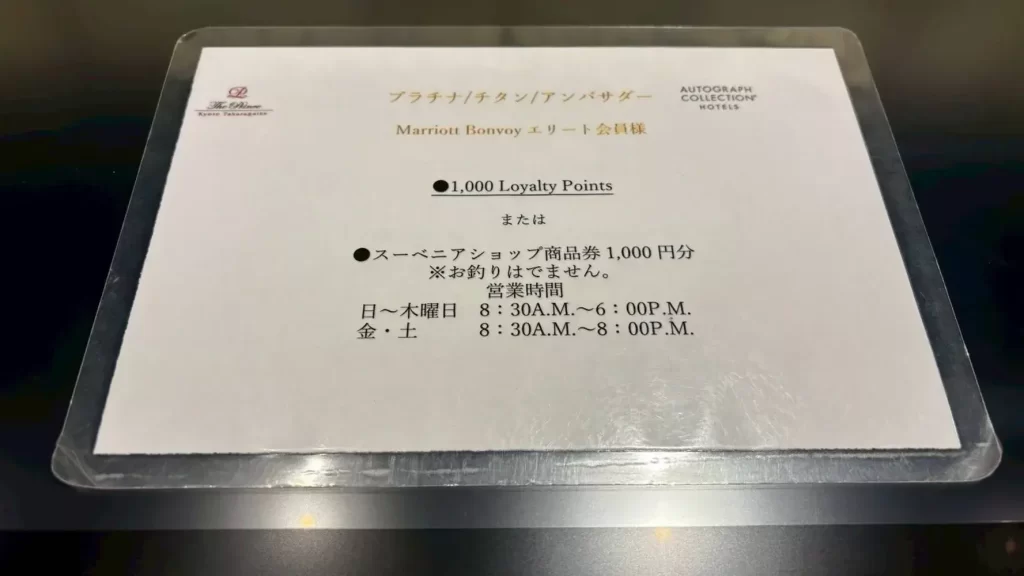 The Prince
Kyoto Takaragaike
AUTOGRAPH
COLLECTION®
HOTELS
プラチナ/チタン/アンバサダー
Marriott Bonvoy エリート会員様
●1,000 Loyalty Points
または
●スーベニアショップ商品券 1,000 円分
※お釣りはでません。
営業時間
日～木曜日 8：30A.M.～6：00P.M.
金・土 8：30A.M.～8：00P.M.